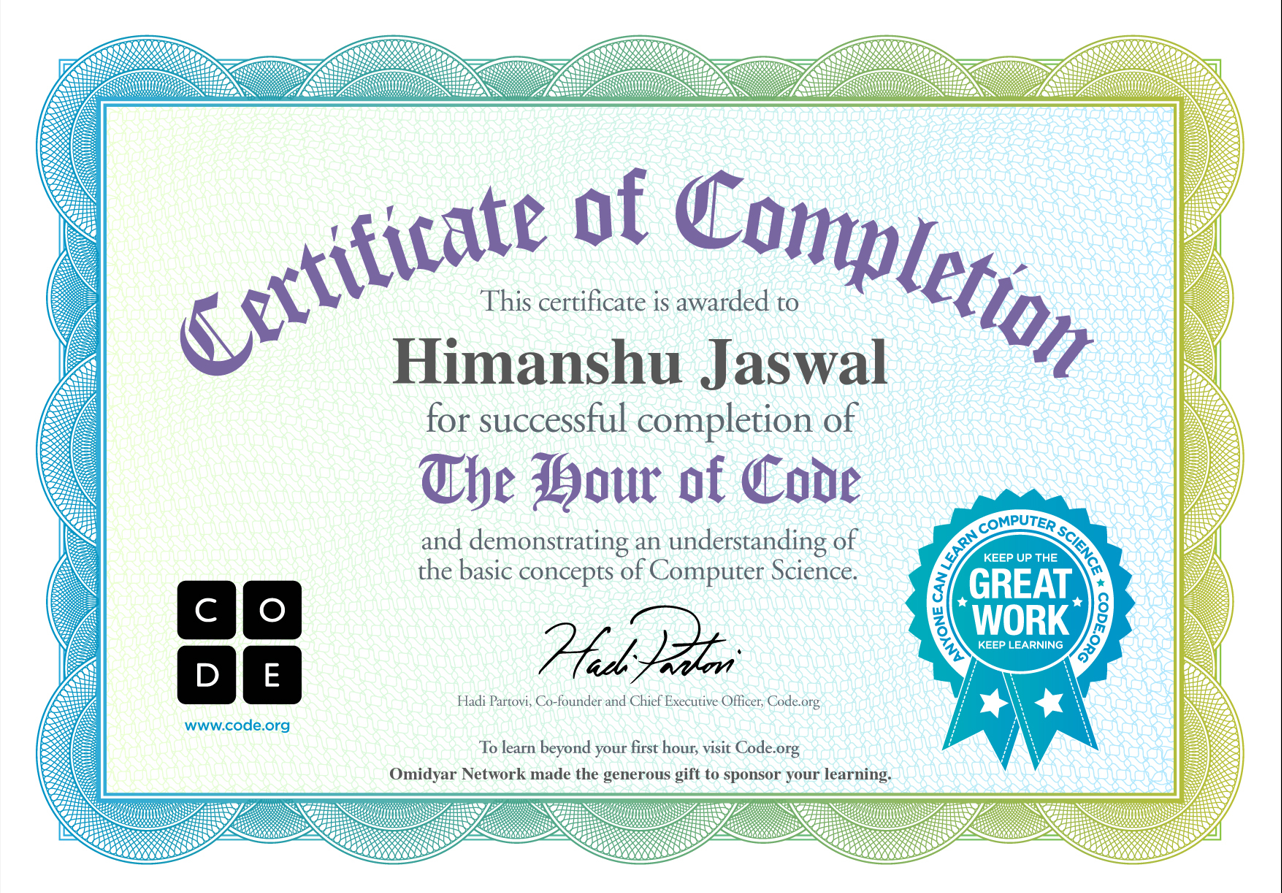 Certificate of Completion
This certificate is awarded to
Himanshu Jaswal
for successful completion of
The Hour of Code
and demonstrating an understanding of
the basic concepts of Computer Science.
Hadi Partovi
Hadi Partovi, Co-founder and Chief Executive Officer, Code.org
To learn beyond your first hour, visit Code.org
Omidyar Network made the generous gift to sponsor your learning.
C O
D E
www.code.org
ANYONE CAN LEARN COMPUTER SCIENCE ★ CODE.ORG
KEEP UP THE
GREAT
WORK
KEEP LEARNING